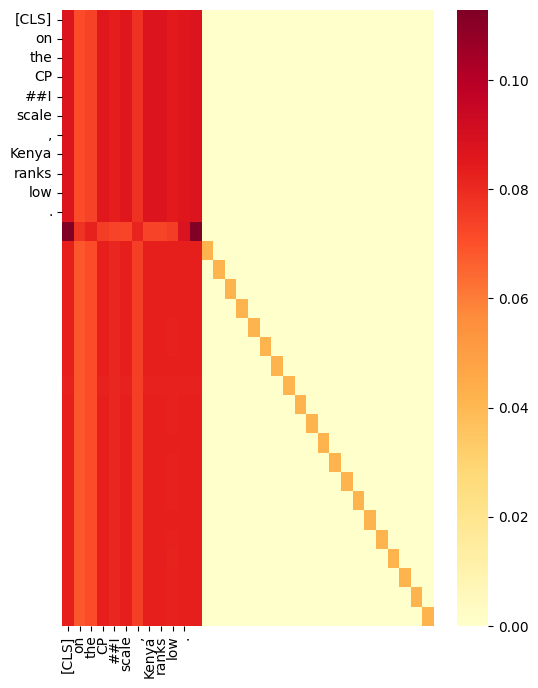 [CLS]
on
the
CP
##I
scale
,
Kenya
ranks
low
.
0.10
0.08
0.06
0.04
0.02
0.00
[CLS]
on
the
CP
##I
scale
,
Kenya
ranks
low
.